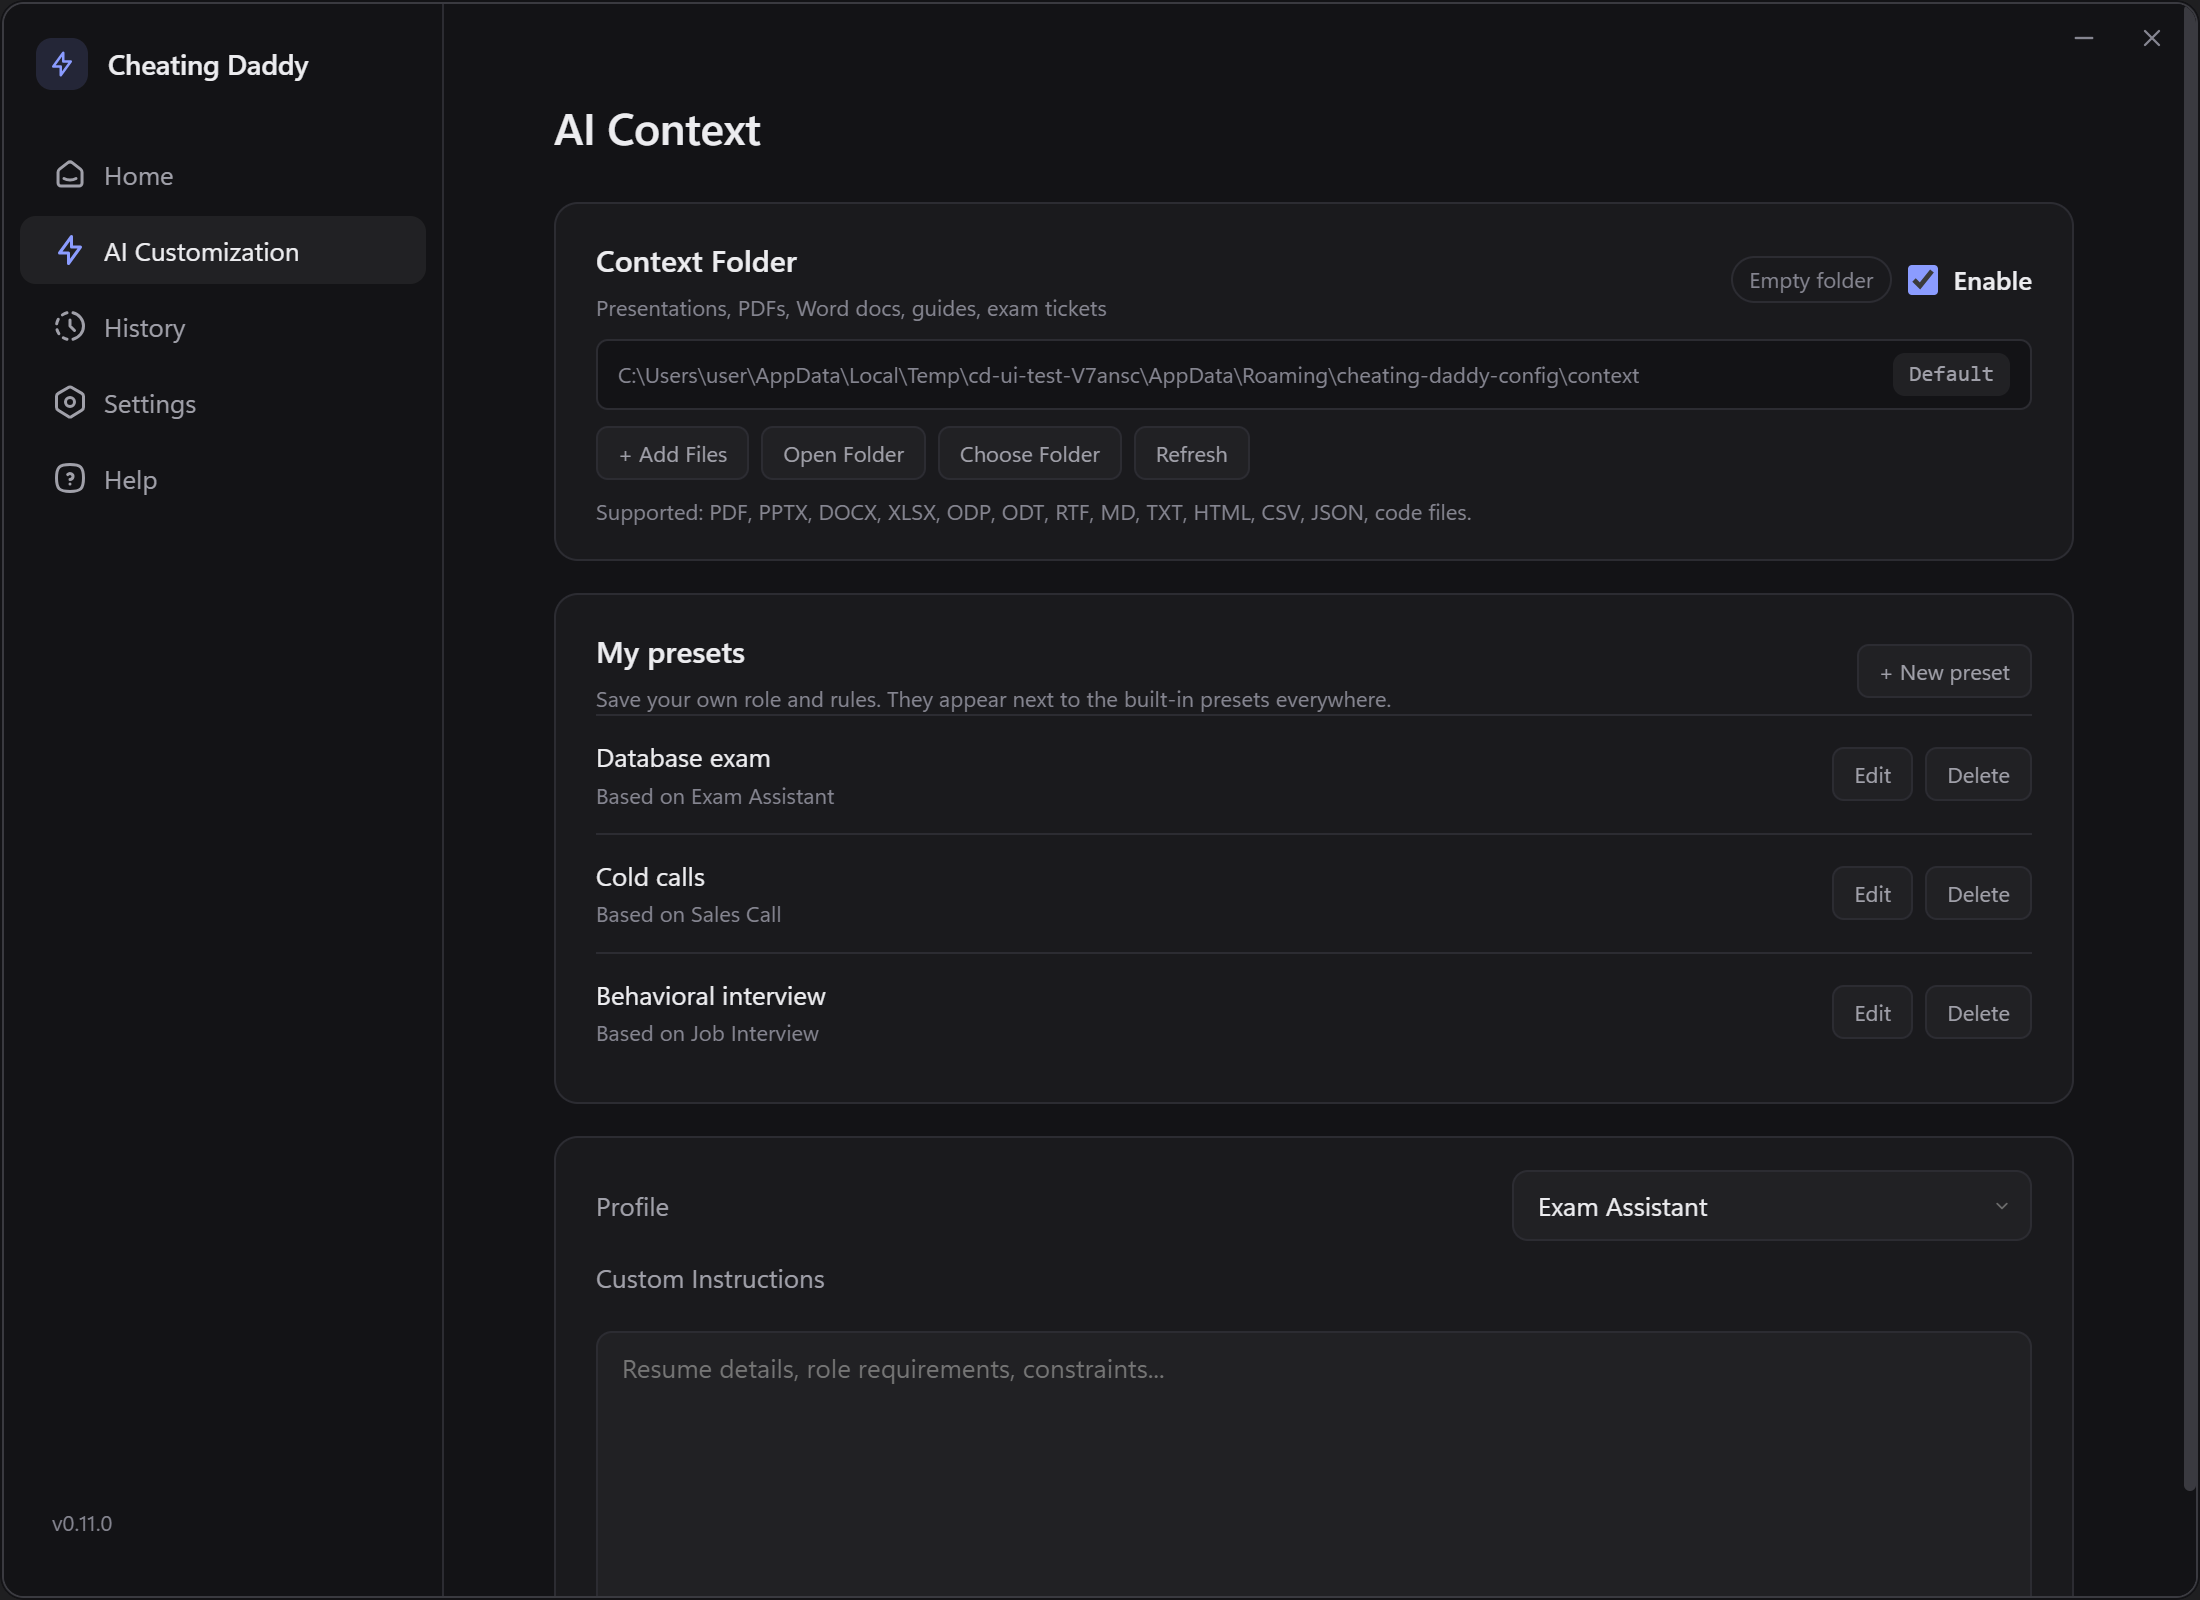 Cheating Daddy
Home
AI Customization
History
Settings
Help
v0.11.0
AI Context
Context Folder
Presentations, PDFs, Word docs, guides, exam tickets
Empty folder
Enable
C:\Users\user\AppData\Local\Temp\cd-ui-test-V7ansc\AppData\Roaming\cheating-daddy-config\context
Default
+ Add Files
Open Folder
Choose Folder
Refresh
Supported: PDF, PPTX, DOCX, XLSX, ODP, ODT, RTF, MD, TXT, HTML, CSV, JSON, code files.
My presets
Save your own role and rules. They appear next to the built-in presets everywhere.
+ New preset
Database exam
Based on Exam Assistant
Edit
Delete
Cold calls
Based on Sales Call
Edit
Delete
Behavioral interview
Based on Job Interview
Edit
Delete
Profile
Exam Assistant
Custom Instructions
Resume details, role requirements, constraints...